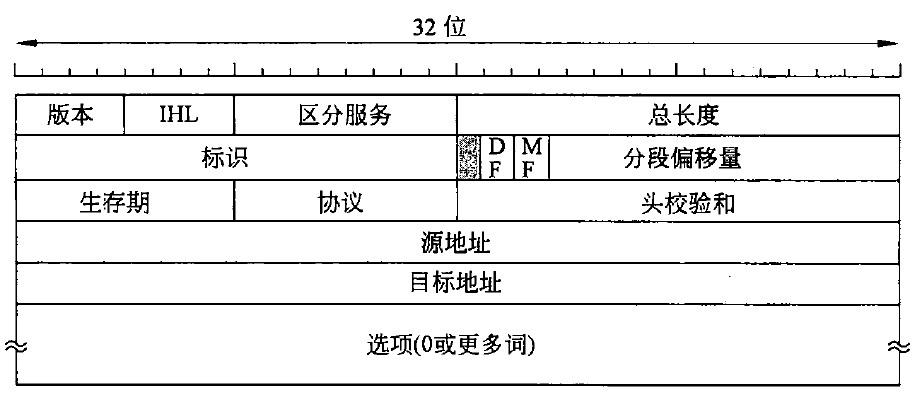 32 位
版本 IHL 区分服务 总长度
标识 DF MF 分段偏移量
生存期 协议 头校验和
源地址
目标地址
选项(0或更多词)